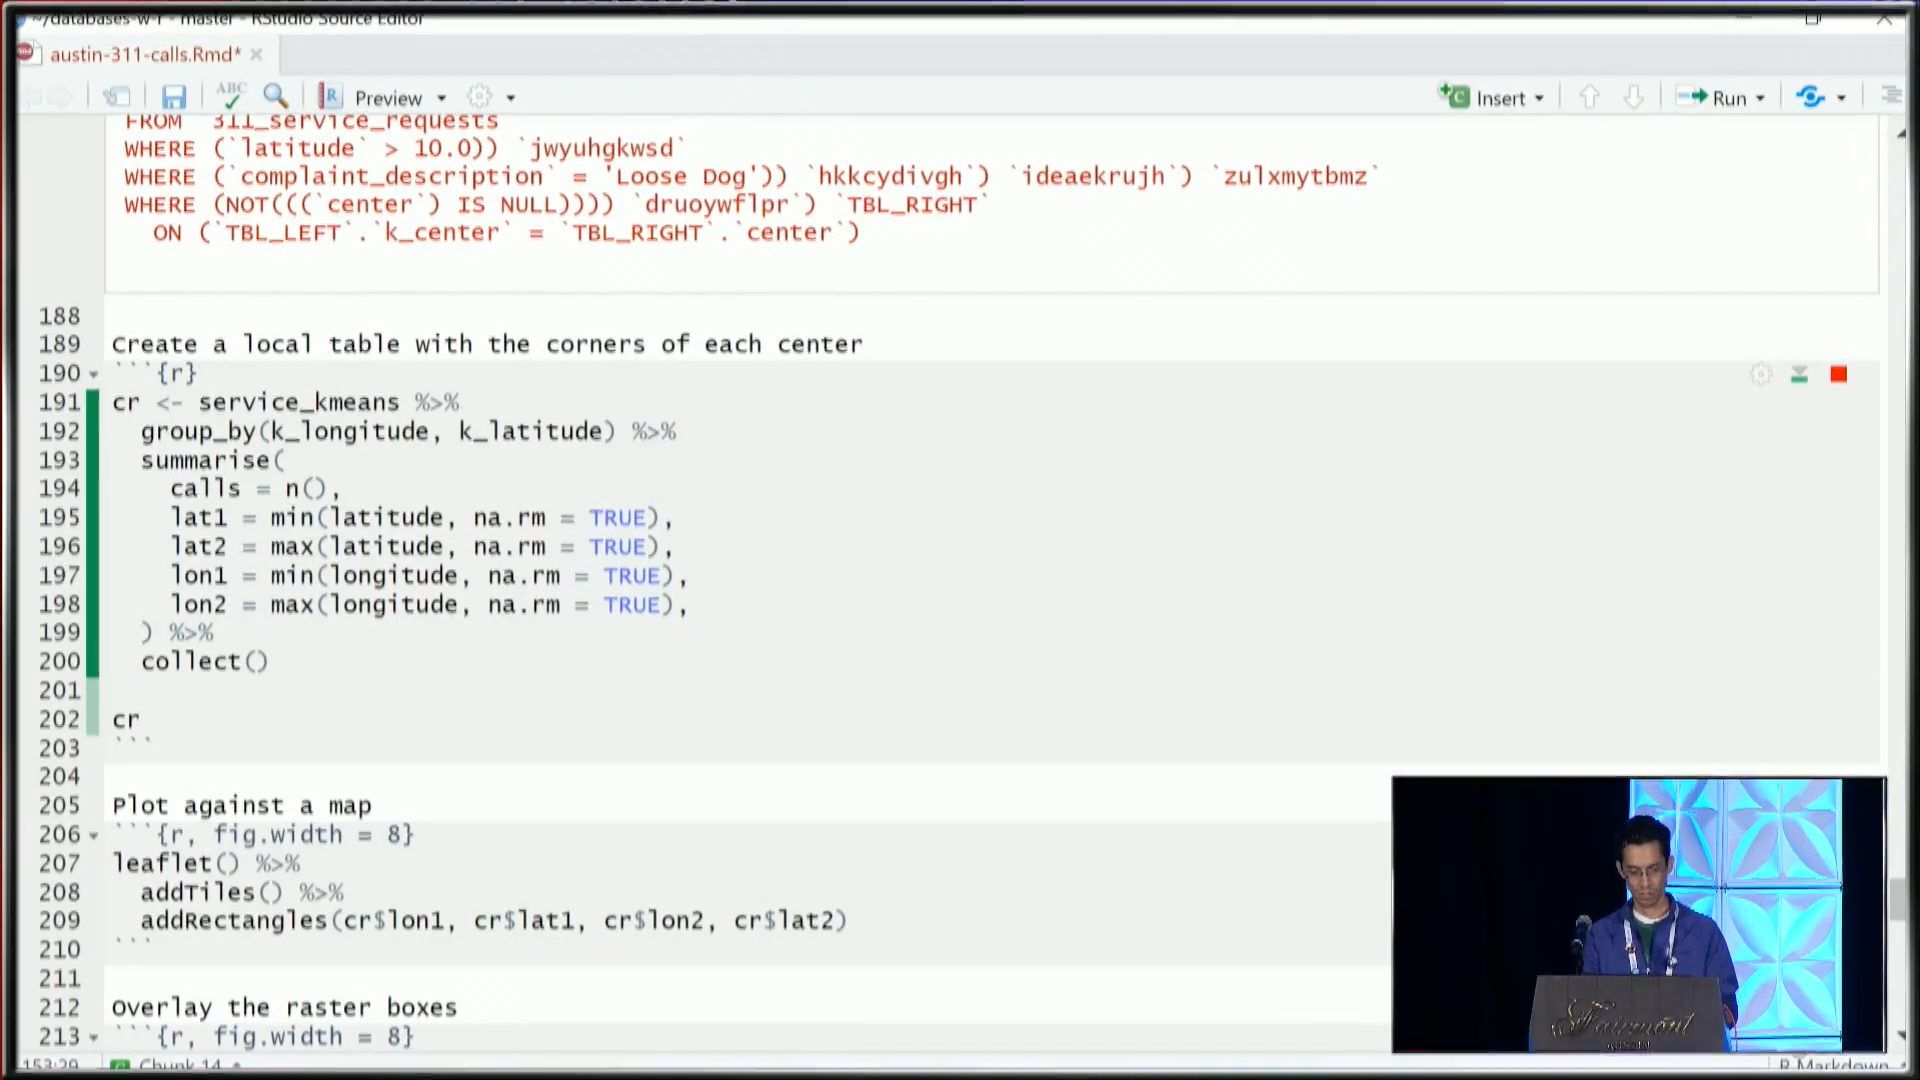 ~/databases-w-r - master - RStudio Source Editor
austin-311-calls.Rmd*
ABC
Preview
Insert
Run
FROM 311_service_requests
WHERE (`latitude` > 10.0)) `jwyuhgkwsd`
WHERE (`complaint_description` = 'Loose Dog')) `hkkcydivgh`) `ideaekrujh`) `zulxmytbmz`
WHERE (NOT(((`center`) IS NULL)))) `druoywflpr`) `TBL_RIGHT`
ON (`TBL_LEFT`.`k_center` = `TBL_RIGHT`.`center`)
188
189 Create a local table with the corners of each center
190 ```{r}
191 cr <- service_kmeans %>%
192 group_by(k_longitude, k_latitude) %>%
193 summarise(
194 calls = n(),
195 lat1 = min(latitude, na.rm = TRUE),
196 lat2 = max(latitude, na.rm = TRUE),
197 lon1 = min(longitude, na.rm = TRUE),
198 lon2 = max(longitude, na.rm = TRUE),
199 ) %>%
200 collect()
201
202 cr
203 ```
204
205 Plot against a map
206 ```{r, fig.width = 8}
207 leaflet() %>%
208 addTiles() %>%
209 addRectangles(cr$lon1, cr$lat1, cr$lon2, cr$lat2)
210 ```
211
212 Overlay the raster boxes
213 ```{r, fig.width = 8}
153:29 Chunk 14
R Markdown
Fairmont